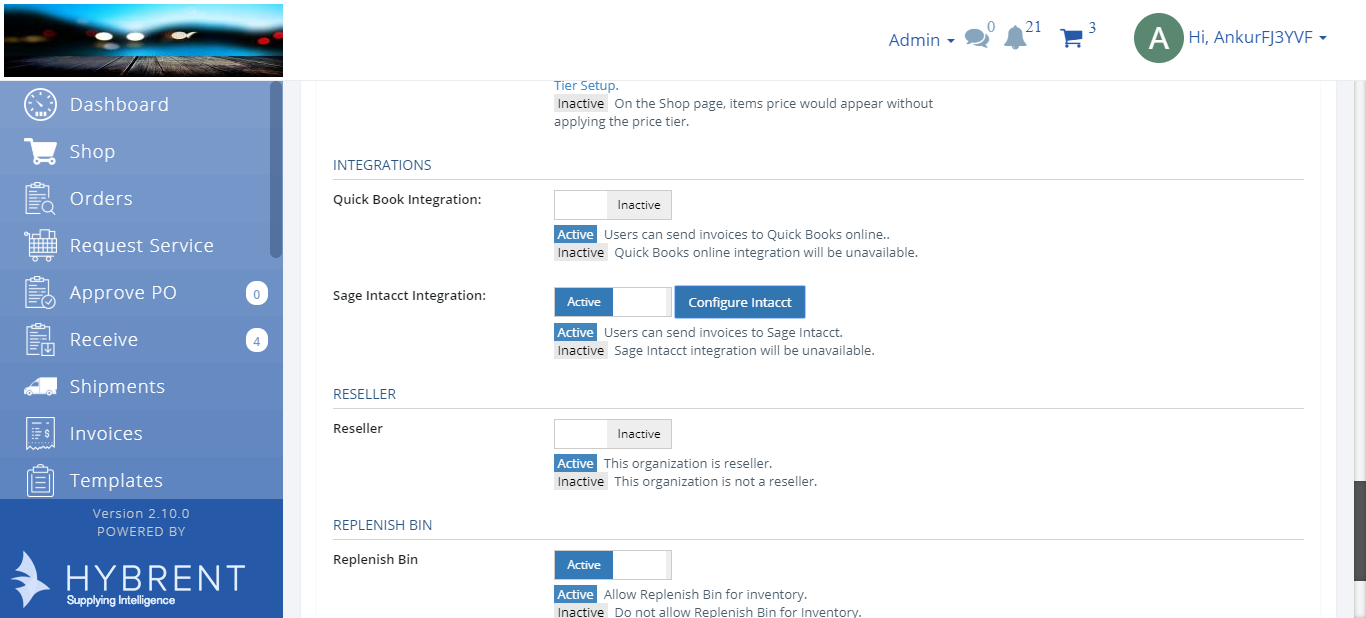 Admin
0
21
3
A
Hi, AnkurFJ3YVF
Dashboard
Shop
Orders
Request Service
Approve PO
0
Receive
4
Shipments
Invoices
Templates
Version 2.10.0
POWERED BY
HYBRENT
Supplying Intelligence
Tier Setup.
Inactive On the Shop page, items price would appear without
applying the price tier.
INTEGRATIONS
Quick Book Integration:
Inactive
Active Users can send invoices to Quick Books online..
Inactive Quick Books online integration will be unavailable.
Sage Intacct Integration:
Active
Configure Intacct
Active Users can send invoices to Sage Intacct.
Inactive Sage Intacct integration will be unavailable.
RESELLER
Reseller
Inactive
Active This organization is reseller.
Inactive This organization is not a reseller.
REPLENISH BIN
Replenish Bin
Active
Active Allow Replenish Bin for inventory.
Inactive Do not allow Replenish Bin for Inventory.